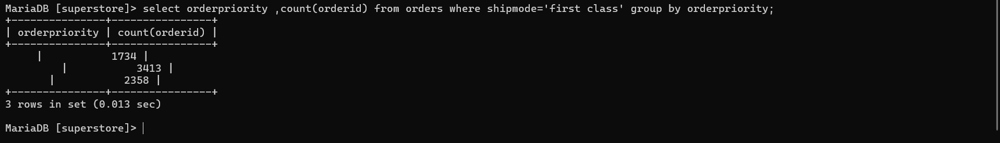 MariaDB [superstore]> select orderpriority ,count(orderid) from orders where shipmode='first class' group by orderpriority;
+---------------+----------------+
| orderpriority | count(orderid) |
+---------------+----------------+
     |           1734 |
         |           3413 |
       |           2358 |
+---------------+----------------+
3 rows in set (0.013 sec)

MariaDB [superstore]>